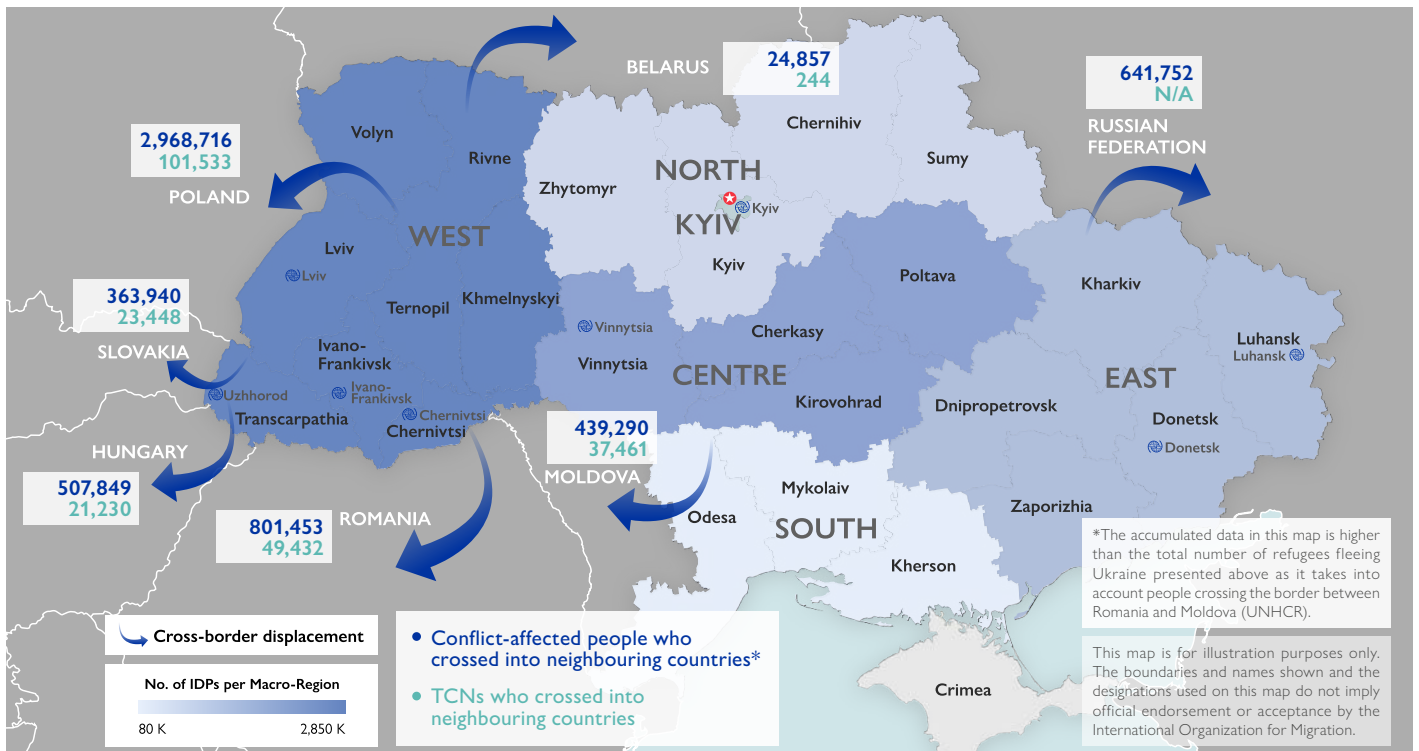 BELARUS
24,857
244
641,752
N/A
RUSSIAN
FEDERATION
2,968,716
101,533
POLAND
363,940
23,448
SLOVAKIA
HUNGARY
507,849
21,230
801,453
49,432
ROMANIA
439,290
37,461
MOLDOVA
Volyn
Rivne
WEST
Lviv
Lviv
Ternopil
Khmelnyskyi
Ivano-
Frankivsk
Ivano-
Frankivsk
Uzhhorod
Transcarpathia
Chernivtsi
Chernivtsi
Zhytomyr
NORTH
Chernihiv
Sumy
KYIV
Kyiv
Kyiv
Vinnytsia
Vinnytsia
Cherkasy
Poltava
CENTRE
Kirovohrad
Kharkiv
Luhansk
Luhansk
EAST
Dnipropetrovsk
Donetsk
Donetsk
Zaporizhia
Mykolaiv
Odesa
SOUTH
Kherson
Crimea
Cross-border displacement
No. of IDPs per Macro-Region
80 K
2,850 K
• Conflict-affected people who
crossed into neighbouring countries*
• TCNs who crossed into
neighbouring countries
*The accumulated data in this map is higher
than the total number of refugees fleeing
Ukraine presented above as it takes into
account people crossing the border between
Romania and Moldova (UNHCR).
This map is for illustration purposes only.
The boundaries and names shown and the
designations used on this map do not imply
official endorsement or acceptance by the
International Organization for Migration.